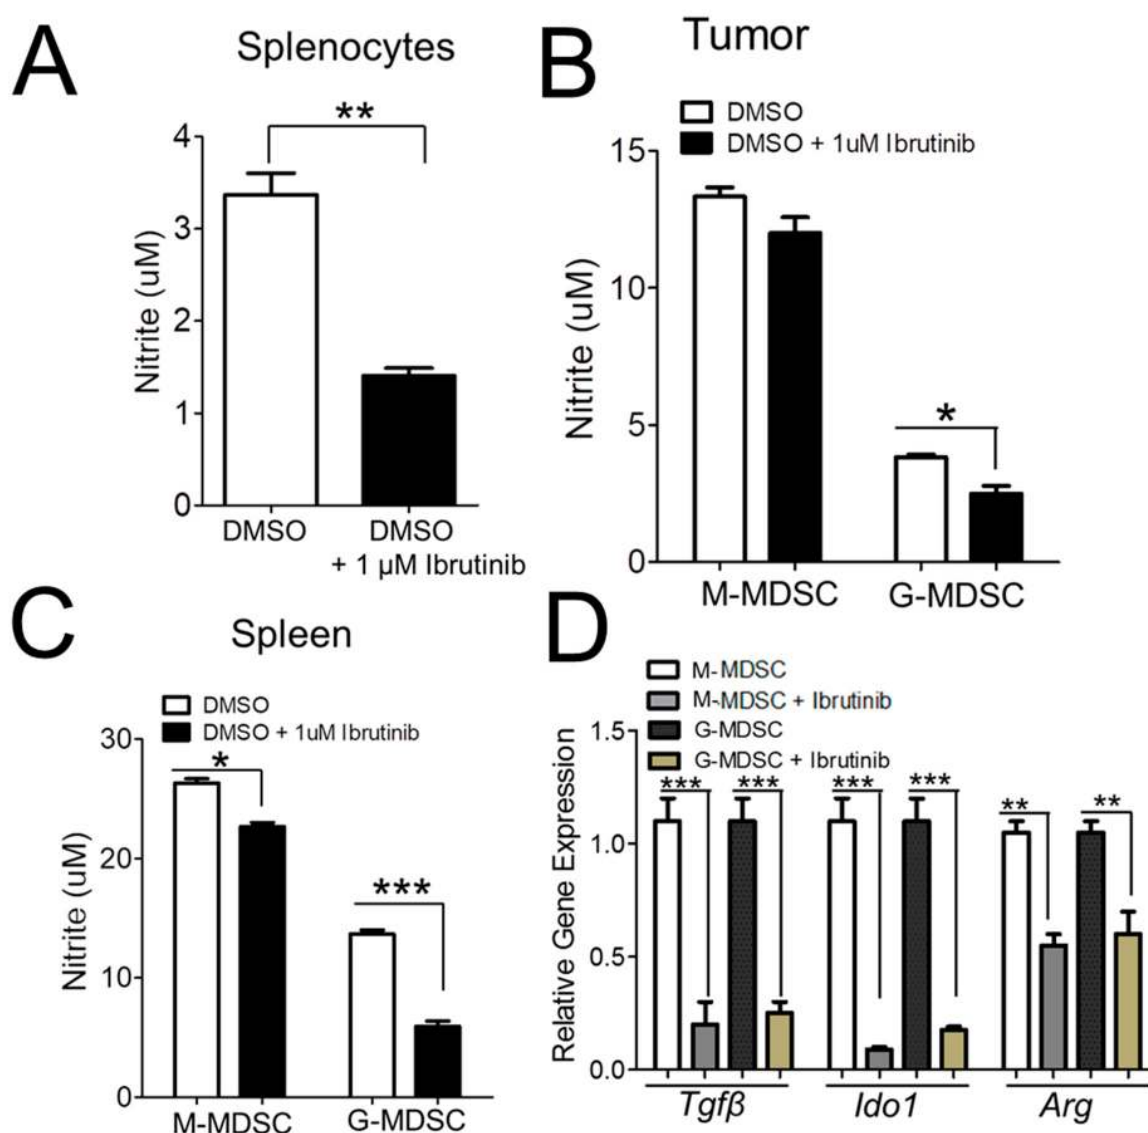 A
Splenocytes
**
4
3
2
1
0
Nitrite (uM)
DMSO
DMSO
+ 1 µM Ibrutinib
B
Tumor
DMSO
DMSO + 1uM Ibrutinib
15
10
5
0
Nitrite (uM)
*
M-MDSC
G-MDSC
C
Spleen
DMSO
DMSO + 1uM Ibrutinib
30
20
10
0
Nitrite (uM)
*
***
M-MDSC
G-MDSC
D
M-MDSC
M-MDSC + Ibrutinib
G-MDSC
G-MDSC + Ibrutinib
1.5
1.0
0.5
0.0
Relative Gene Expression
*** *** *** *** ** **
Tgfβ Ido1 Arg